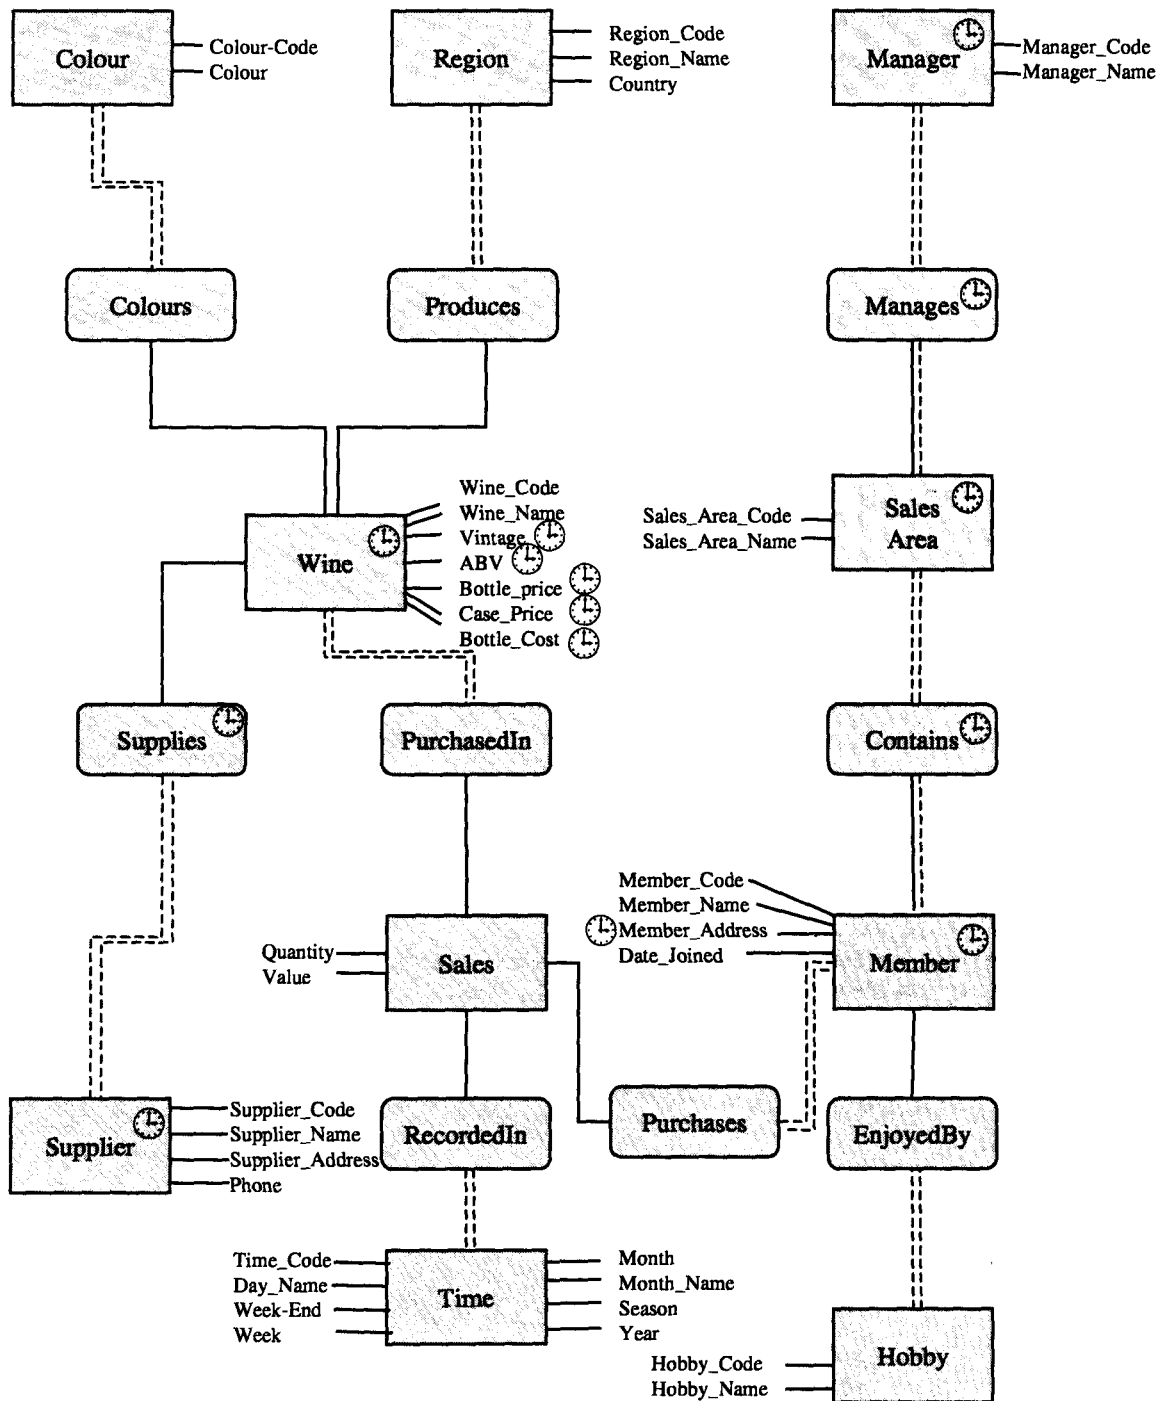 Colour
Colour-Code
Colour
Region
Region_Code
Region_Name
Country
Manager
Manager_Code
Manager_Name
Colours
Produces
Manages
Wine
Wine_Code
Wine_Name
Vintage
ABV
Bottle_price
Case_Price
Bottle_Cost
Sales_Area_Code
Sales_Area_Name
Sales
Area
Supplies
PurchasedIn
Contains
Quantity
Value
Sales
Member_Code
Member_Name
Member_Address
Date_Joined
Member
Supplier
Supplier_Code
Supplier_Name
Supplier_Address
Phone
RecordedIn
Purchases
EnjoyedBy
Time_Code
Day_Name
Week-End
Week
Time
Month
Month_Name
Season
Year
Hobby_Code
Hobby_Name
Hobby